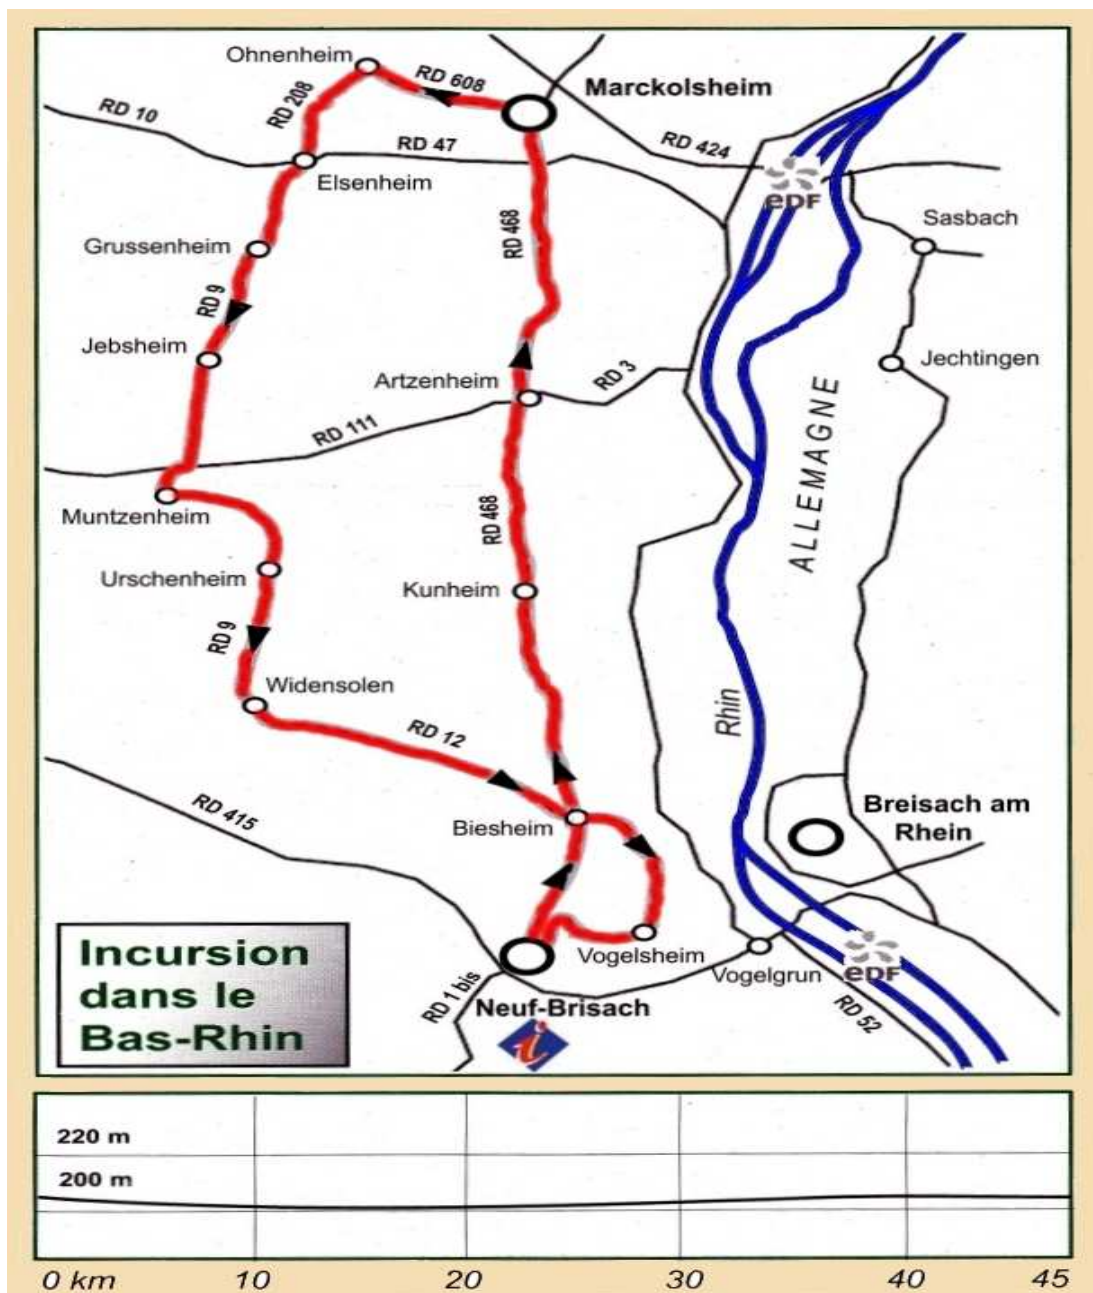 Ohnenheim
RD 608
Marckolsheim
RD 208
RD 10
RD 47
RD 424
Elsenheim
eDF
Sasbach
Grussenheim
RD 468
RD 9
Jebsheim
Artzenheim
RD 3
Jechtingen
RD 111
ALLEMAGNE
Muntzenheim
RD 468
Urschenheim
Kunheim
RD 9
Widensolen
Rhin
RD 12
RD 415
Biesheim
Breisach am
Rhein
Vogelsheim
Vogelgrun
eDF
RD 1 bis
Neuf-Brisach
RD 52
i
Incursion
dans le
Bas-Rhin
220 m
200 m
0 km 10 20 30 40 45